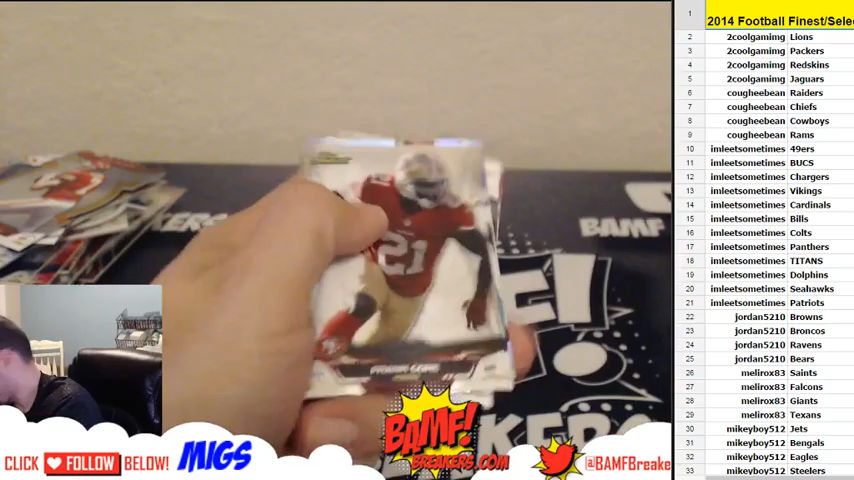 1
2014 Football Finest/Selec
2 2coolgamimg Lions
3 2coolgamimg Packers
4 2coolgamimg Redskins
5 2coolgamimg Jaguars
6 cougheebean Raiders
7 cougheebean Chiefs
8 cougheebean Cowboys
9 cougheebean Rams
10 imleetsometimes 49ers
11 imleetsometimes BUCS
12 imleetsometimes Chargers
13 imleetsometimes Vikings
14 imleetsometimes Cardinals
15 imleetsometimes Bills
16 imleetsometimes Colts
17 imleetsometimes Panthers
18 imleetsometimes TITANS
19 imleetsometimes Dolphins
20 imleetsometimes Seahawks
21 imleetsometimes Patriots
22 jordan5210 Browns
23 jordan5210 Broncos
24 jordan5210 Ravens
25 jordan5210 Bears
26 melirox83 Saints
27 melirox83 Falcons
28 melirox83 Giants
29 melirox83 Texans
30 mikeyboy512 Jets
31 mikeyboy512 Bengals
32 mikeyboy512 Eagles
33 mikeyboy512 Steelers
21
BAMF
CLICK FOLLOW BELOW!
MIGS
BAMF!
BREAKERS.COM
@BAMFBreake